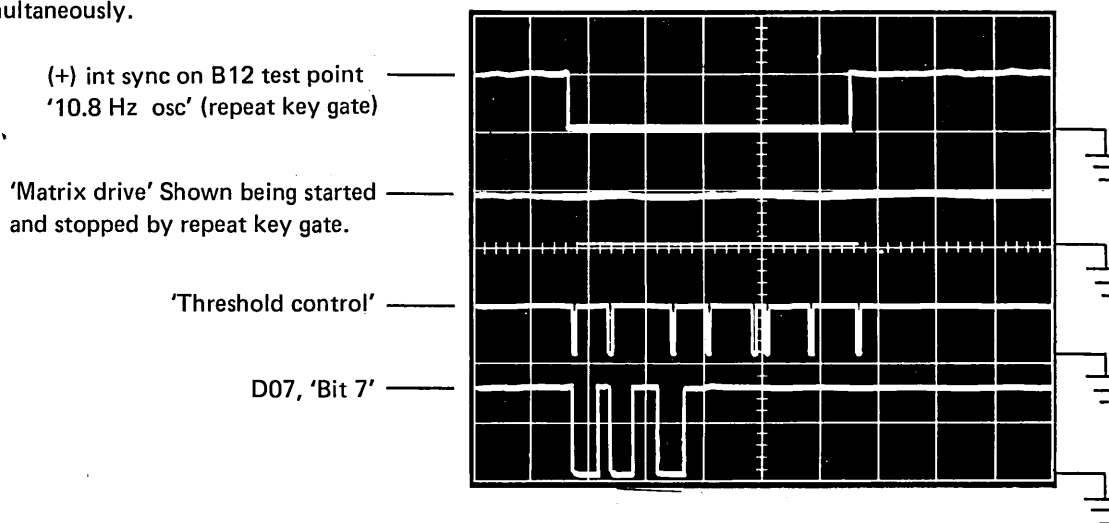 ultaneously.
(+) int sync on B12 test point
'10.8 Hz osc' (repeat key gate)
'Matrix drive' Shown being started
and stopped by repeat key gate.
'Threshold control'
D07, 'Bit 7'